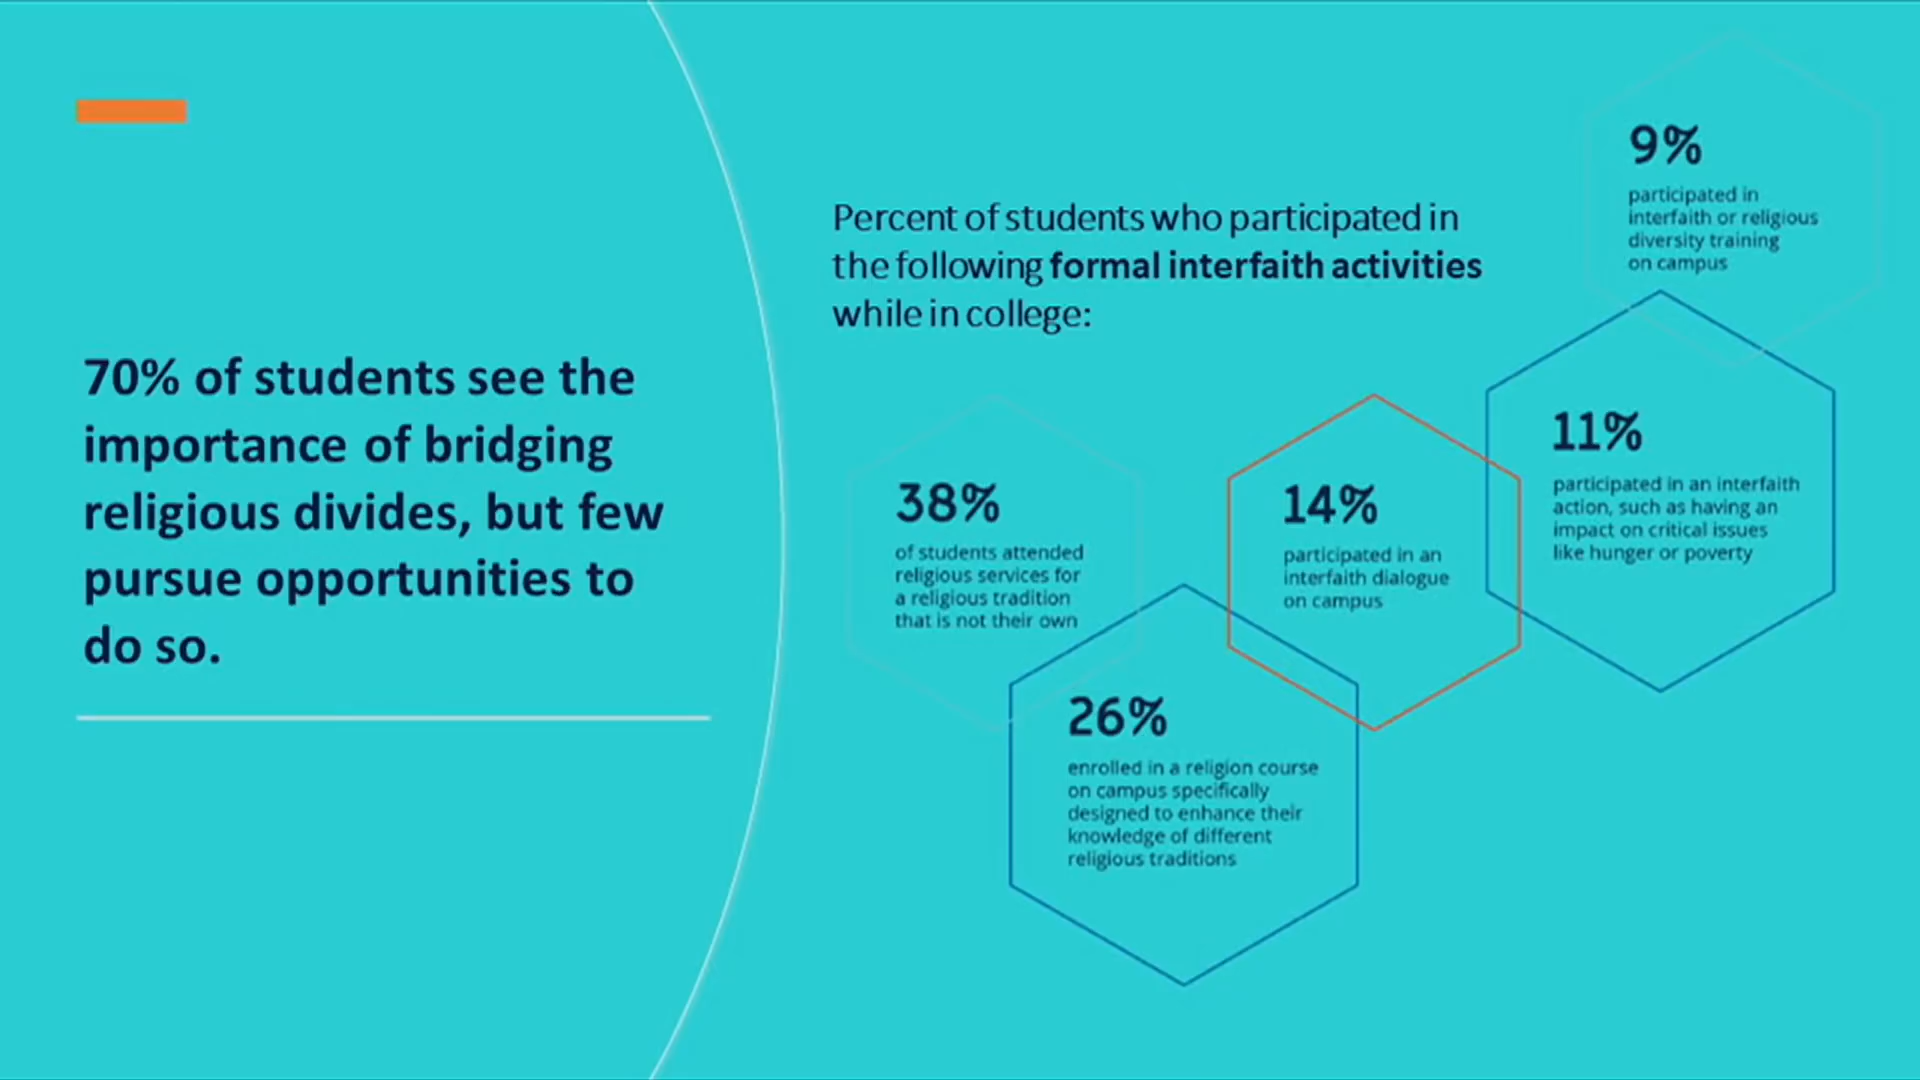 70% of students see the
importance of bridging
religious divides, but few
pursue opportunities to
do so.
Percent of students who participated in
the following formal interfaith activities
while in college:
38%
of students attended
religious services for
a religious tradition
that is not their own
26%
enrolled in a religion course
on campus specifically
designed to enhance their
knowledge of different
religious traditions
14%
participated in an
interfaith dialogue
on campus
11%
participated in an interfaith
action, such as having an
impact on critical issues
like hunger or poverty
9%
participated in
interfaith or religious
diversity training
on campus